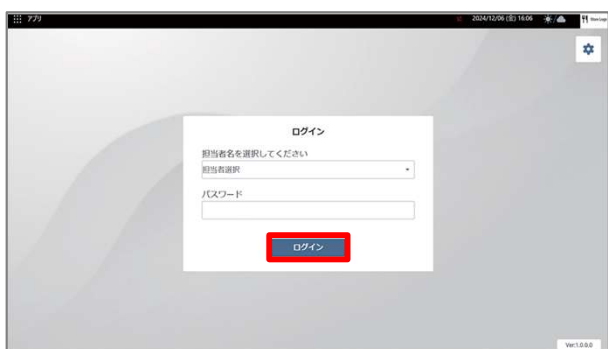 アプリ
2024/12/06 (金) 16:06
ログイン
担当者名を選択してください
担当者選択
パスワード
ログイン
Ver:1.0.0.0